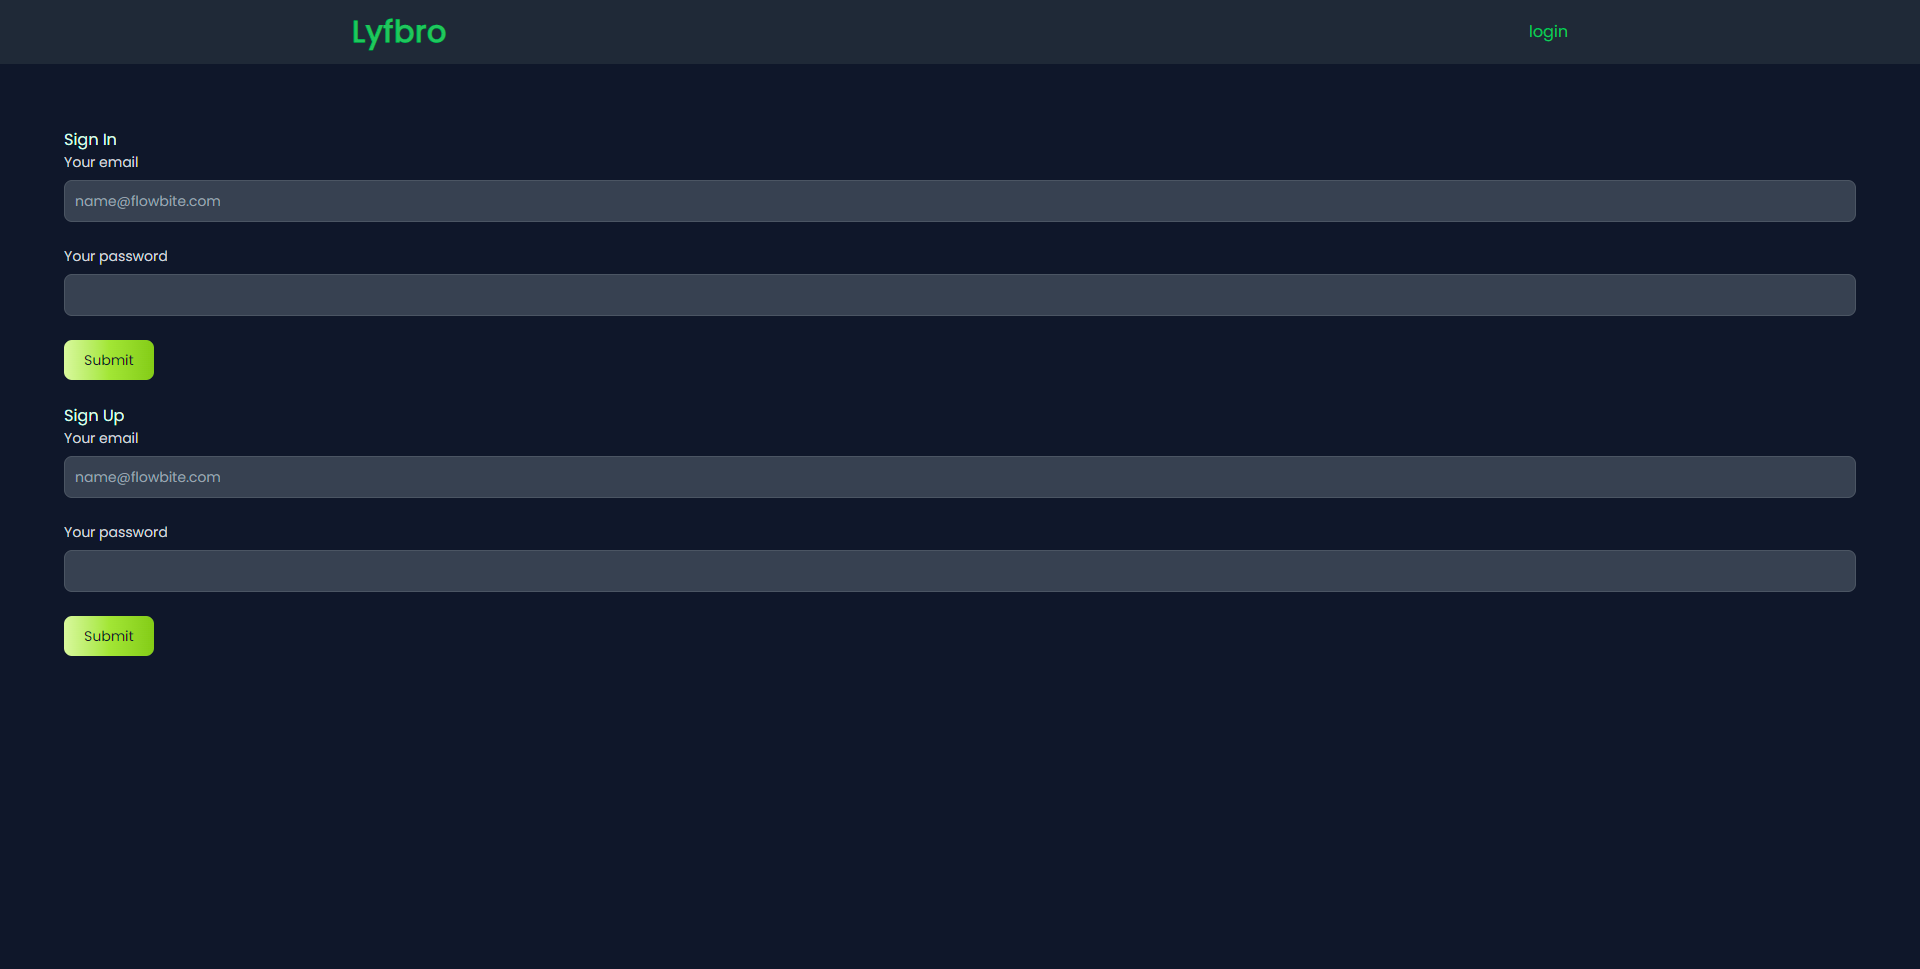 Lyfbro
login
Sign In
Your email
name@flowbite.com
Your password
Submit
Sign Up
Your email
name@flowbite.com
Your password
Submit